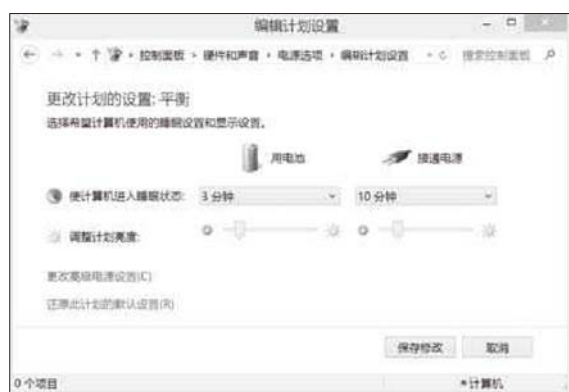 编辑计划设置
控制面板 ▸ 硬件和声音 ▸ 电源选项 ▸ 编辑计划设置 搜索控制面板
更改计划的设置: 平衡
选择希望计算机使用的睡眠设置和显示设置。
用电池 接通电源
使计算机进入睡眠状态: 3 分钟 10 分钟
调整计划亮度:
更改高级电源设置(C)
还原此计划的默认设置(R)
保存修改 取消
0 个项目 计算机